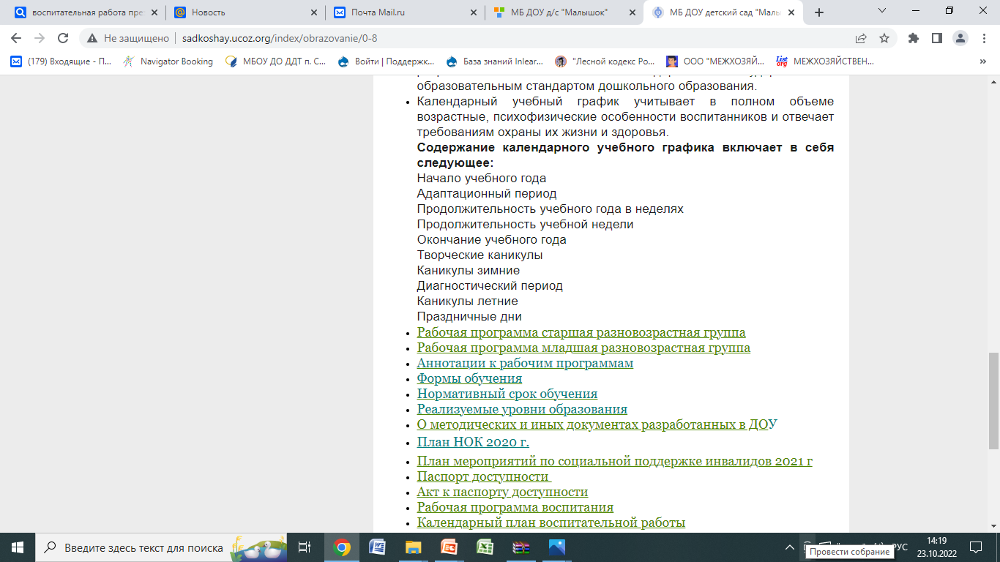 воспитательная работа пре
Новость
Почта Mail.ru
МБ ДОУ д/с "Малышок"
МБ ДОУ детский сад "Малы
Не защищено
sadkoshay.ucoz.org/index/obrazovanie/0-8
(179) Входящие - П...
Navigator Booking
МБОУ ДО ДДТ п. С...
Войти | Поддержк...
База знаний Inlear...
"Лесной кодекс Ро...
ООО "МЕЖХОЗЯЙ...
List org
МЕЖХОЗЯЙСТВЕН...
»
образовательным стандартом дошкольного образования.
Календарный учебный график учитывает в полном объеме
возрастные, психофизические особенности воспитанников и отвечает
требованиям охраны их жизни и здоровья.
Содержание календарного учебного графика включает в себя
следующее:
Начало учебного года
Адаптационный период
Продолжительность учебного года в неделях
Продолжительность учебной недели
Окончание учебного года
Творческие каникулы
Каникулы зимние
Диагностический период
Каникулы летние
Праздничные дни
Рабочая программа старшая разновозрастная группа
Рабочая программа младшая разновозрастная группа
Аннотации к рабочим программам
Формы обучения
Нормативный срок обучения
Реализуемые уровни образования
О методических и иных документах разработанных в ДОУ
План НОК 2020 г.
План мероприятий по социальной поддержке инвалидов 2021 г
Паспорт доступности
Акт к паспорту доступности
Рабочая программа воспитания
Календарный план воспитательной работы
Введите здесь текст для поиска
РУС
14:19
23.10.2022
Провести собрание